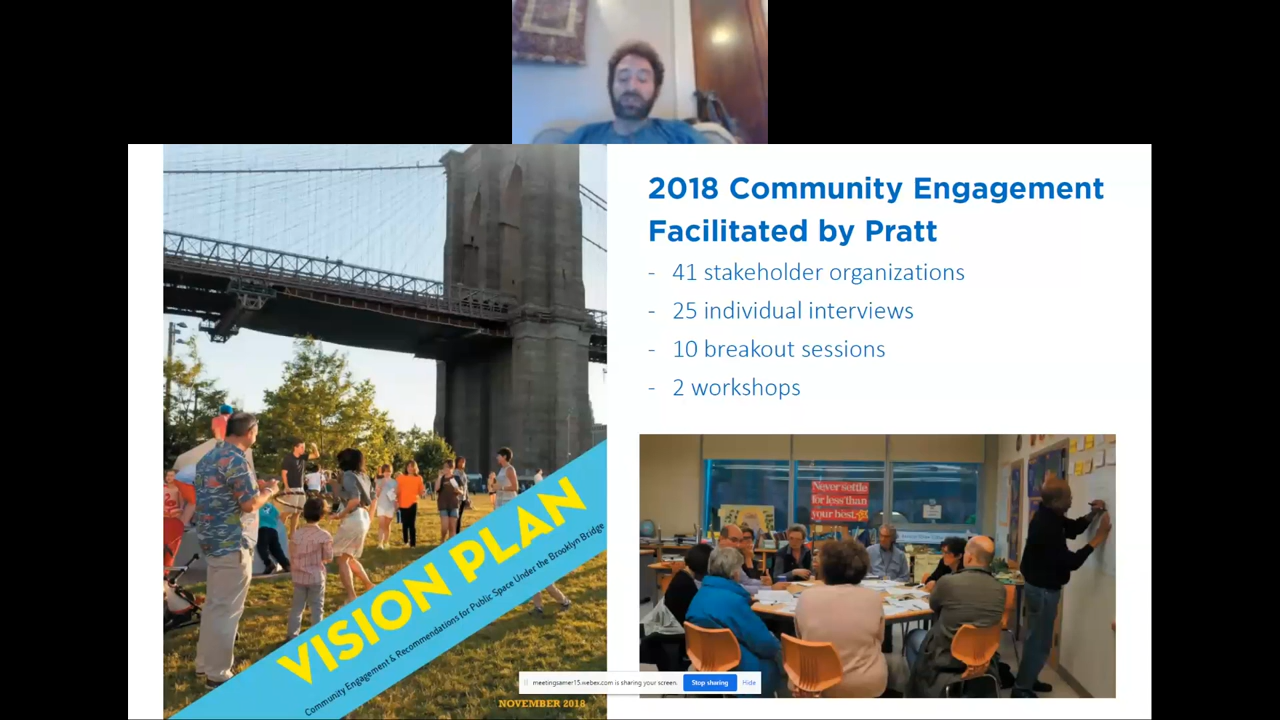 2018 Community Engagement
Facilitated by Pratt
- 41 stakeholder organizations
- 25 individual interviews
- 10 breakout sessions
- 2 workshops
VISION PLAN
Community Engagement & Recommendations for Public Space Under the Brooklyn Bridge
NOVEMBER 2018
Never settle
for less than
your best.
meetingsamer15.webex.com is sharing your screen.
Stop sharing
Hide